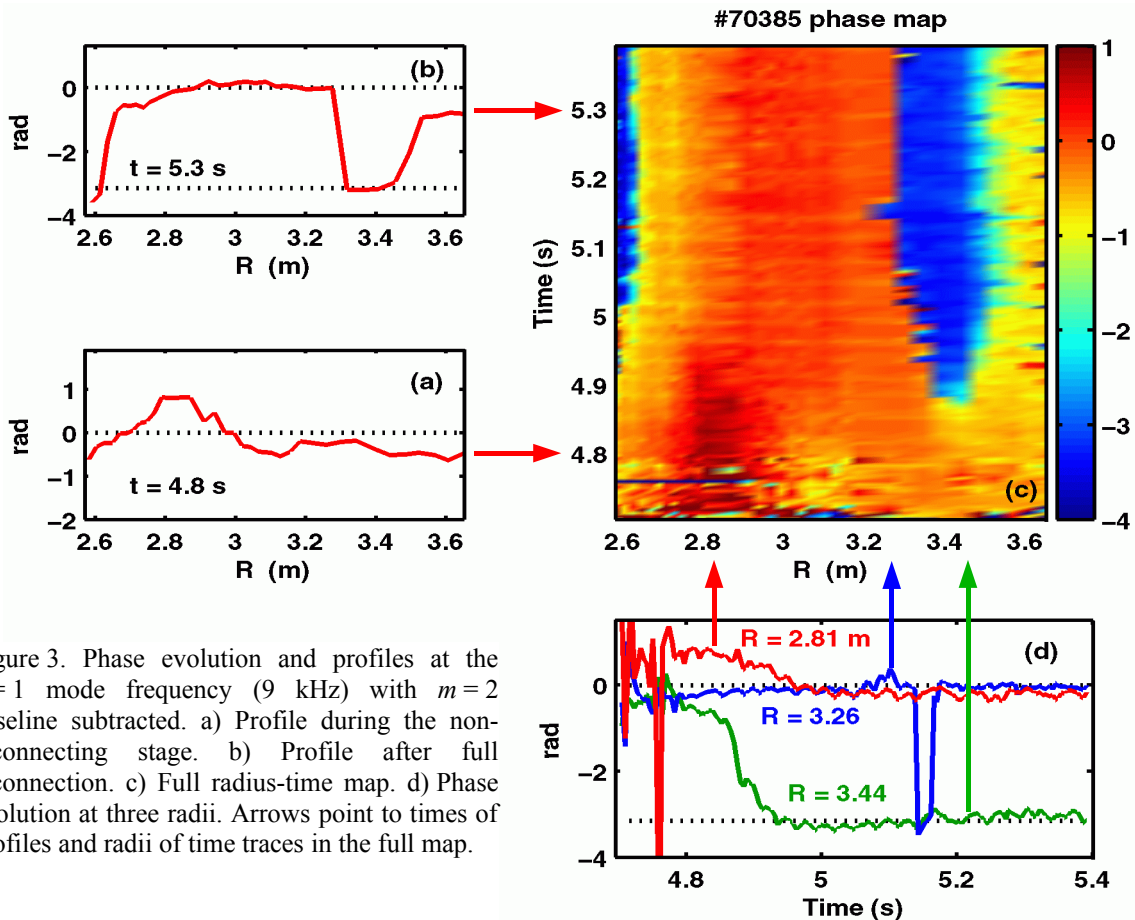 #70385 phase map
(b)
0
−2
−4
rad
t = 5.3 s
2.6 2.8 3 3.2 3.4 3.6
R (m)
(a)
1
0
−1
−2
rad
t = 4.8 s
2.6 2.8 3 3.2 3.4 3.6
R (m)
5.3
5.2
5.1
5
4.9
4.8
Time (s)
(c)
2.6 2.8 3 3.2 3.4 3.6
R (m)
1
0
−1
−2
−3
−4
R = 2.81 m
(d)
R = 3.26
R = 3.44
0
−2
−4
rad
4.8 5 5.2 5.4
Time (s)
gure 3. Phase evolution and profiles at the
=1 mode frequency (9 kHz) with m = 2
seline subtracted. a) Profile during the non-
connecting stage. b) Profile after full
connection. c) Full radius-time map. d) Phase
olution at three radii. Arrows point to times of
ofiles and radii of time traces in the full map.